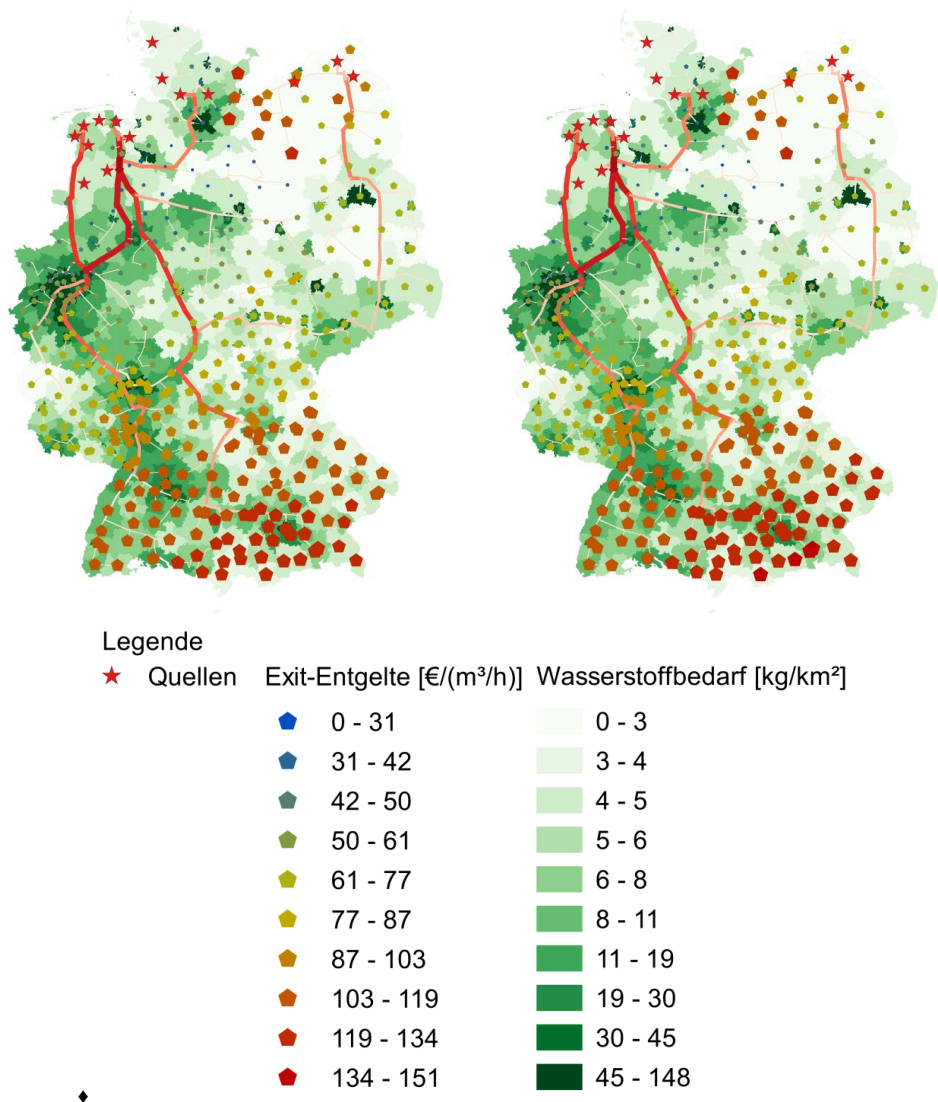 Legende
Quellen Exit-Entgelte [€/(m³/h)] Wasserstoffbedarf [kg/km²]
0 - 31 0 - 3
31 - 42 3 - 4
42 - 50 4 - 5
50 - 61 5 - 6
61 - 77 6 - 8
77 - 87 8 - 11
87 - 103 11 - 19
103 - 119 19 - 30
119 - 134 30 - 45
134 - 151 45 - 148